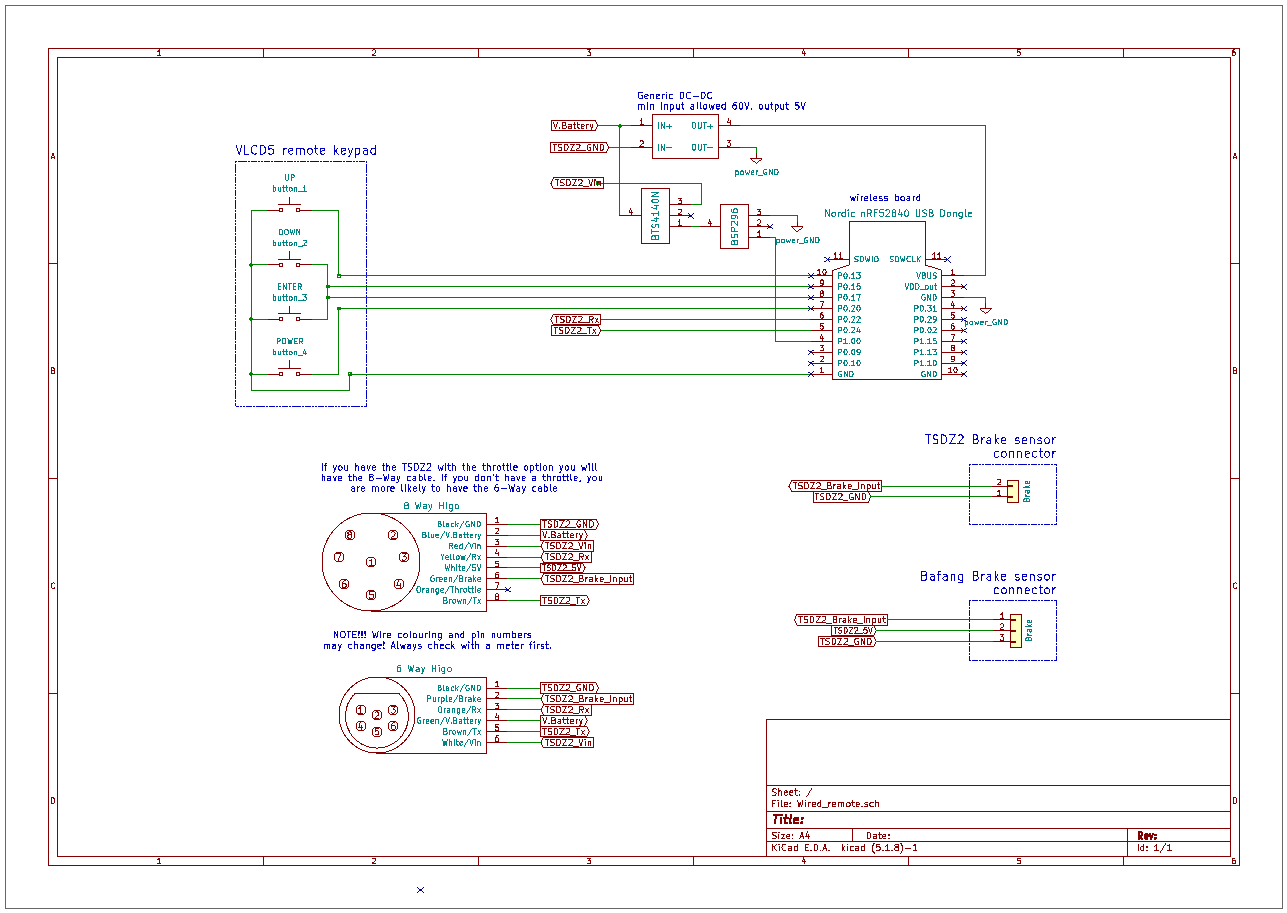 1 2 3 4 5 6
A A
B B
C C
D D
Generic DC-DC
min input allowed 60V. output 5V
V.Battery 1 IN+ OUT+ 4
TSDZ2_GND 2 IN- OUT- 3
power_GND
TSDZ2_Vin
4 BTS4140N 3
2
1
4 BSP296 3
2
1
power_GND
VLCD5 remote keypad
UP
button_1
DOWN
button_2
ENTER
button_3
POWER
button_4
wireless board
Nordic nRF52840 USB Dongle
11 SDWIO SDWCLK 11
10 P0.13 VBUS 1
9 P0.15 VDD_out 2
8 P0.17 GND 3
7 P0.20 P0.31 4
TSDZ2_Rx 6 P0.22 P0.29 5
power_GND
TSDZ2_Tx 5 P0.24 P0.02 6
4 P1.00 P1.15 7
3 P0.09 P1.13 8
2 P0.10 P1.10 9
1 GND GND 10
TSDZ2 Brake sensor
connector
TSDZ2_Brake_Input 2
TSDZ2_GND 1
Brake
Bafang Brake sensor
connector
TSDZ2_Brake_Input 1
TSDZ2_5V 2
TSDZ2_GND 3
Brake
If you have the TSDZ2 with the throttle option you will
have the 8-Way cable. If you don't have a throttle, you
are more likely to have the 6-Way cable
8 Way Higo
8 2
7 3
1
6 4
5
Black/GND 1 TSDZ2_GND
Blue/V.Battery 2 V.Battery
Red/Vin 3 TSDZ2_Vin
Yellow/Rx 4 TSDZ2_Rx
White/5V 5 TSDZ2_5V
Green/Brake 6 TSDZ2_Brake_Input
Orange/Throttle 7
Brown/Tx 8 TSDZ2_Tx
NOTE!!! Wire colouring and pin numbers
may change! Always check with a meter first.
6 Way Higo
1 2 3
4 5 6
Black/GND 1 TSDZ2_GND
Purple/Brake 2 TSDZ2_Brake_Input
Orange/Rx 3 TSDZ2_Rx
Green/V.Battery 4 V.Battery
Brown/Tx 5 TSDZ2_Tx
White/Vin 6 TSDZ2_Vin
Sheet: /
File: Wired_remote.sch
Title:
Size: A4 Date: Rev:
KiCad E.D.A. kicad (5.1.8)-1 Id: 1/1
1 2 3 4 5 6